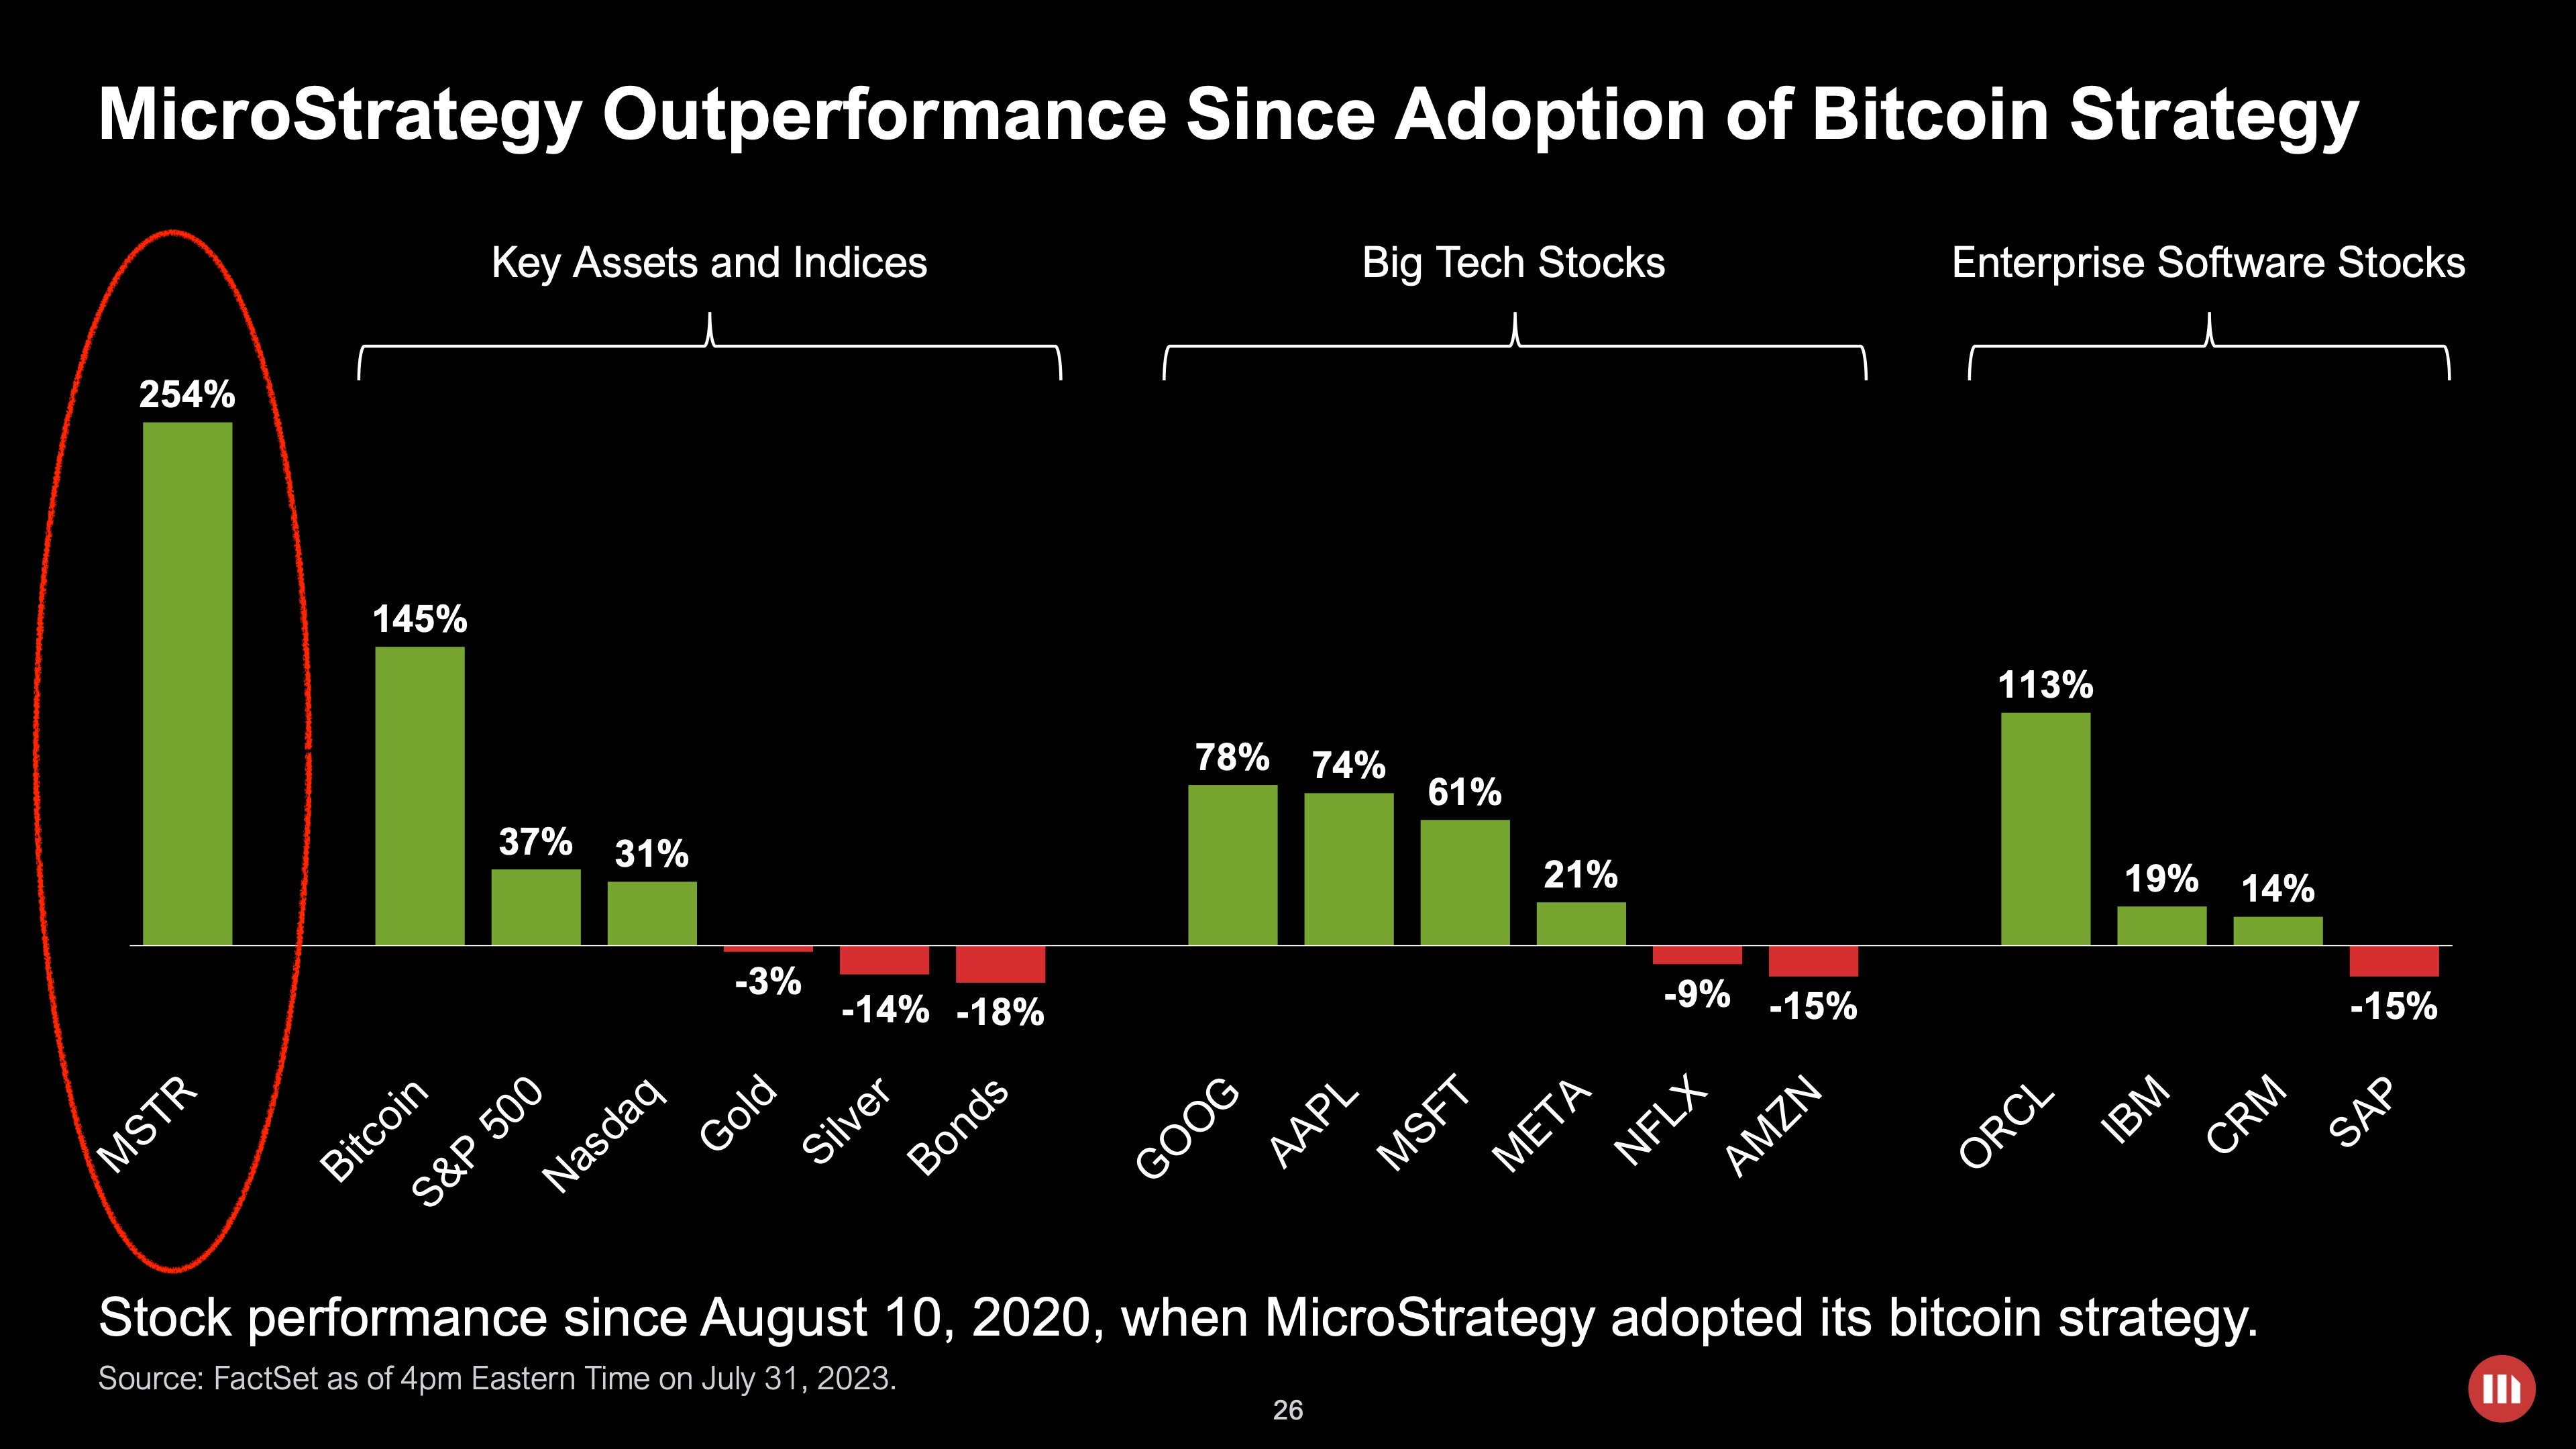 MicroStrategy Outperformance Since Adoption of Bitcoin Strategy
Key Assets and Indices
Big Tech Stocks
Enterprise Software Stocks
254%
145%
37%
31%
-3%
-14%
-18%
78%
74%
61%
21%
-9%
-15%
113%
19%
14%
-15%
MSTR
Bitcoin
S&P 500
Nasdaq
Gold
Silver
Bonds
GOOG
AAPL
MSFT
META
NFLX
AMZN
ORCL
IBM
CRM
SAP
Stock performance since August 10, 2020, when MicroStrategy adopted its bitcoin strategy.
Source: FactSet as of 4pm Eastern Time on July 31, 2023.
26